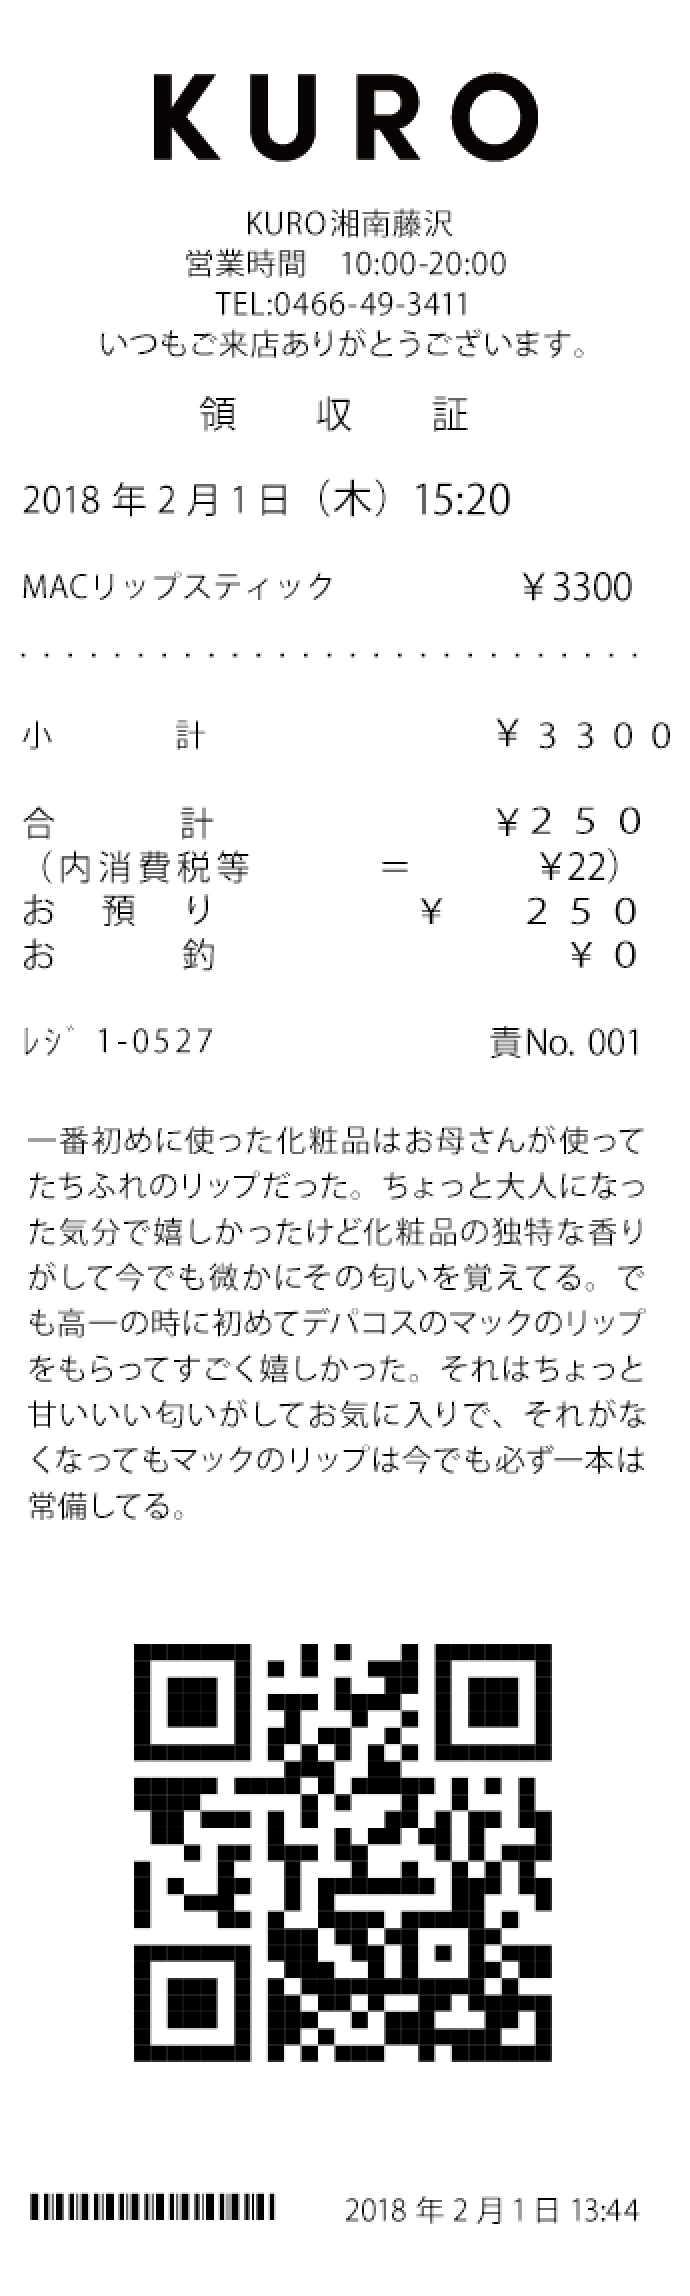 KURO
KURO湘南藤沢
営業時間　10:00-20:00
TEL:0466-49-3411
いつもご来店ありがとうございます。
領　収　証
2018 年 2 月 1 日（木）15:20
MACリップスティック　¥3300
小　計　¥３３００
合　計　¥２５０
（内消費税等　＝　¥22）
お　預　り　¥　２５０
お　釣　¥０
ﾚｼﾞ 1-0527　責No. 001
一番初めに使った化粧品はお母さんが使って
たちふれのリップだった。ちょっと大人になっ
た気分で嬉しかったけど化粧品の独特な香り
がして今でも微かにその匂いを覚えてる。で
も高一の時に初めてデパコスのマックのリップ
をもらってすごく嬉しかった。それはちょっと
甘いいい匂いがしてお気に入りで、それがな
くなってもマックのリップは今でも必ず一本は
常備してる。
2018 年 2 月 1 日 13:44